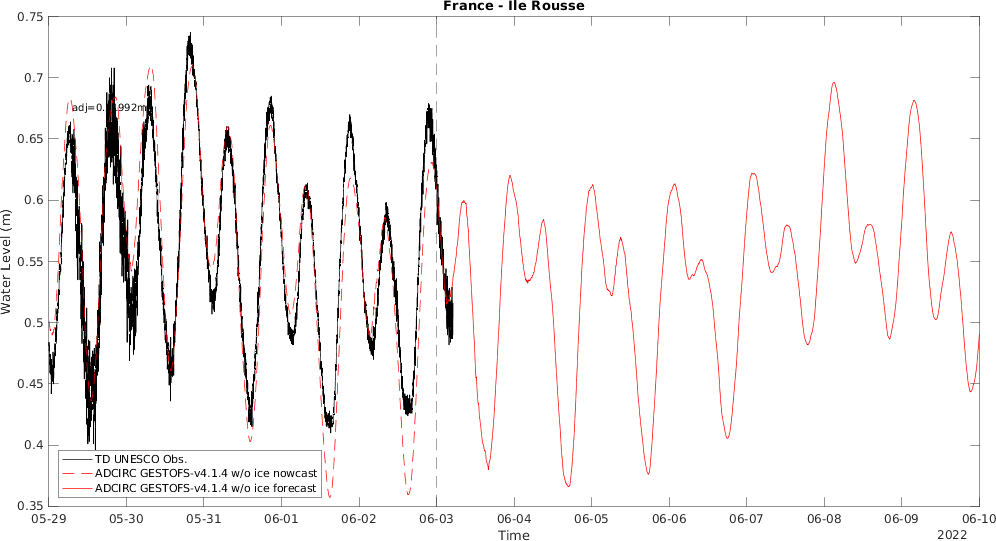 France - Ile Rousse
Water Level (m)
0.75
0.7
0.65
0.6
0.55
0.5
0.45
0.4
0.35
TD UNESCO Obs.
ADCIRC GESTOFS-v4.1.4 w/o ice nowcast
ADCIRC GESTOFS-v4.1.4 w/o ice forecast
05-29 05-30 05-31 06-01 06-02 06-03 06-04 06-05 06-06 06-07 06-08 06-09 06-10
Time
2022